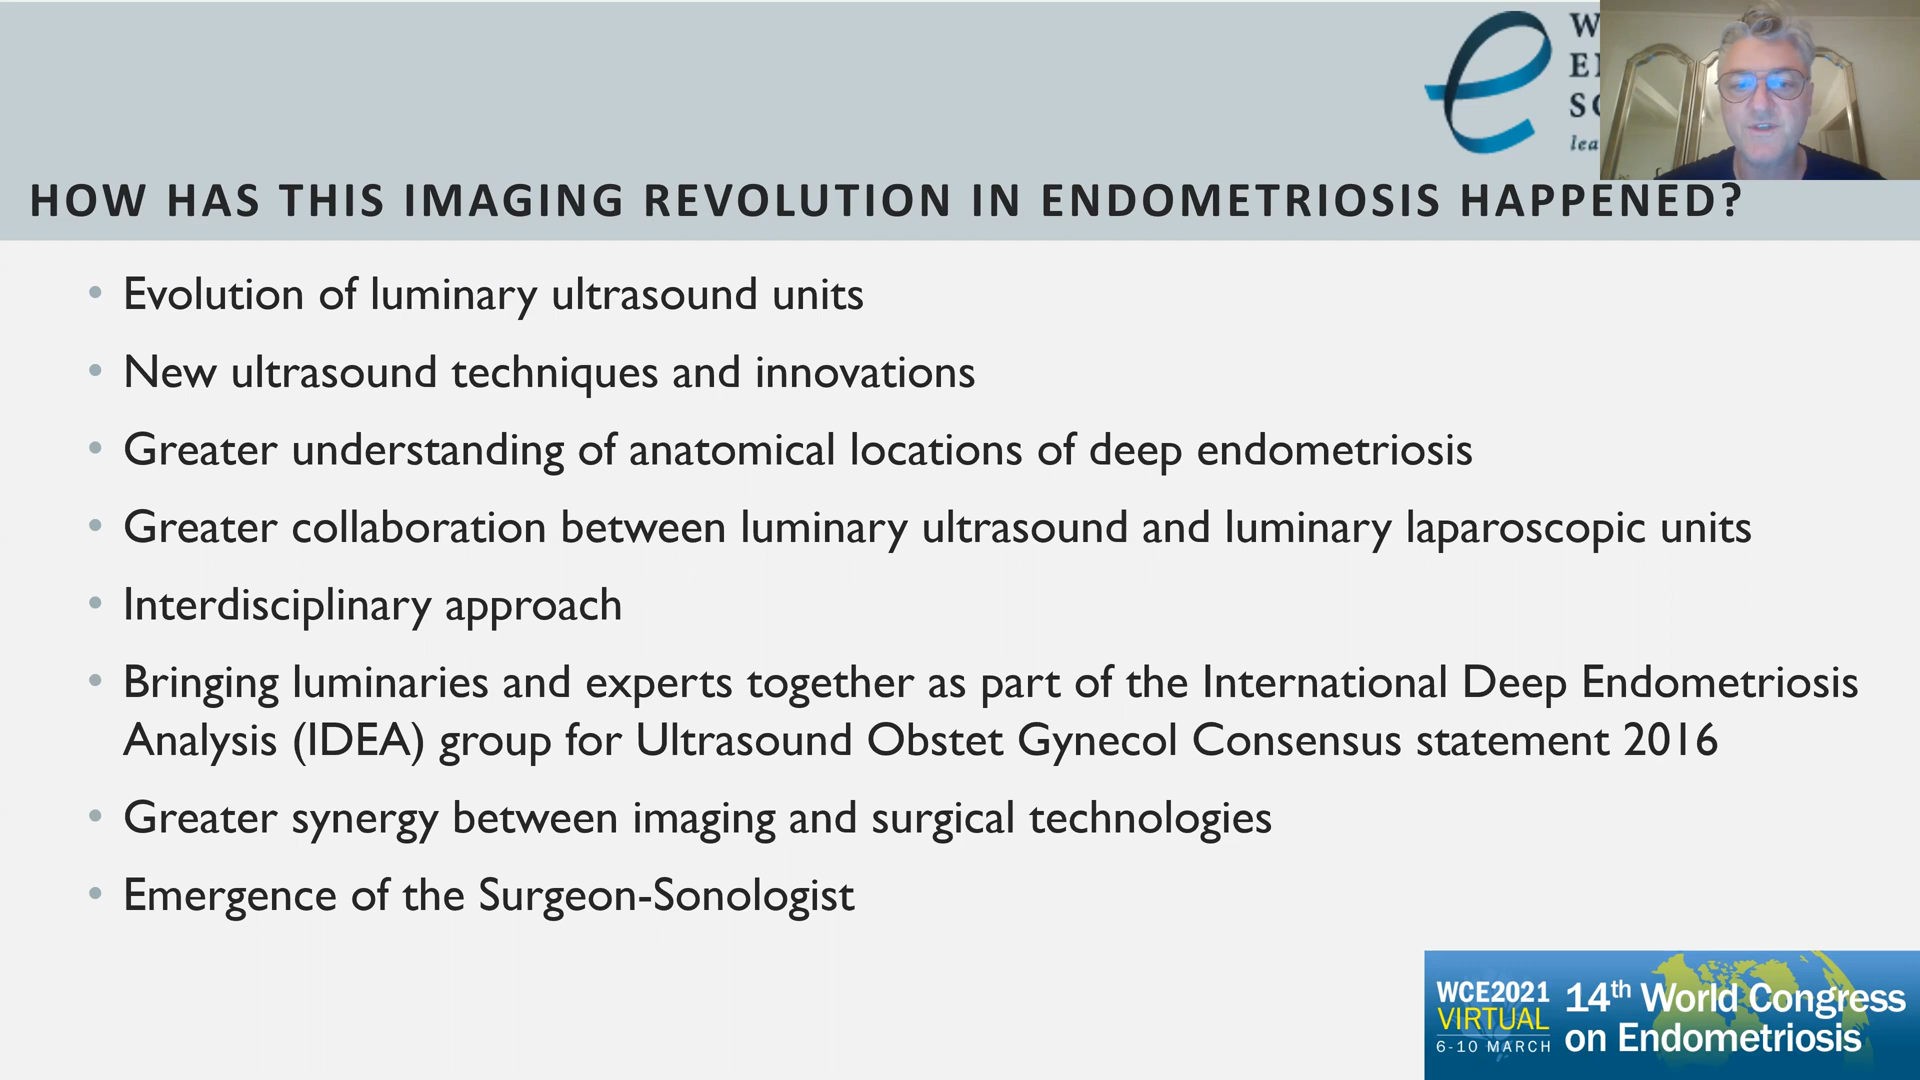 HOW HAS THIS IMAGING REVOLUTION IN ENDOMETRIOSIS HAPPENED?
• Evolution of luminary ultrasound units
• New ultrasound techniques and innovations
• Greater understanding of anatomical locations of deep endometriosis
• Greater collaboration between luminary ultrasound and luminary laparoscopic units
• Interdisciplinary approach
• Bringing luminaries and experts together as part of the International Deep Endometriosis
Analysis (IDEA) group for Ultrasound Obstet Gynecol Consensus statement 2016
• Greater synergy between imaging and surgical technologies
• Emergence of the Surgeon-Sonologist
WCE2021
VIRTUAL
6-10 MARCH
14th World Congress
on Endometriosis